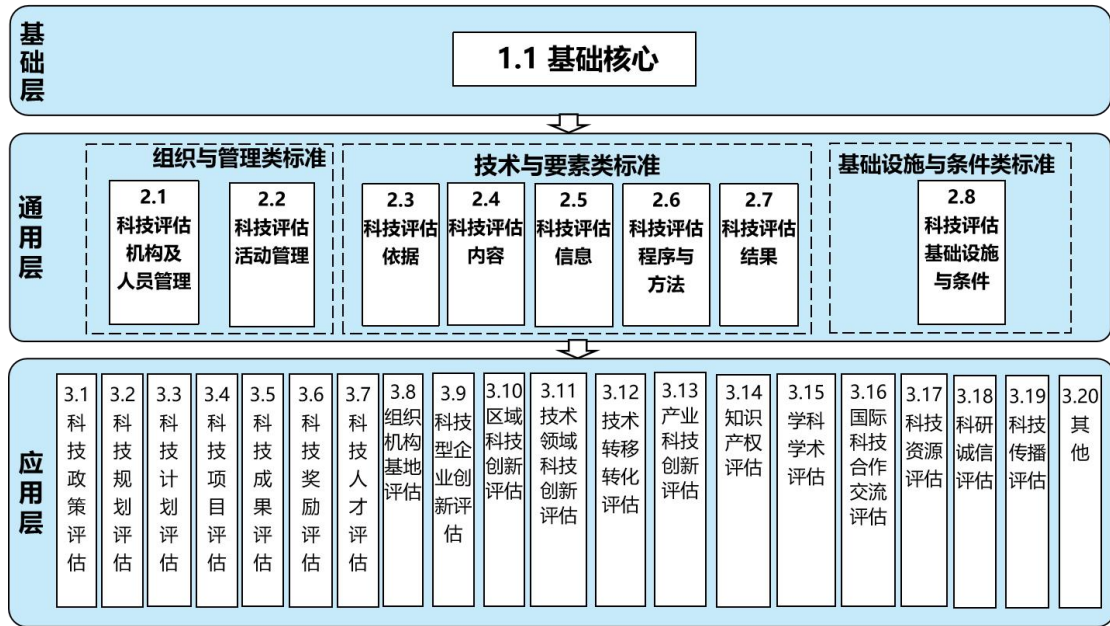 基础层
1.1 基础核心
通用层
组织与管理类标准
2.1
科技评估
机构及
人员管理
2.2
科技评估
活动管理
技术与要素类标准
2.3
科技评估
依据
2.4
科技评估
内容
2.5
科技评估
信息
2.6
科技评估
程序与
方法
2.7
科技评估
结果
基础设施与条件类标准
2.8
科技评估
基础设施
与条件
应用层
3.1
科技政策评估
3.2
科技规划评估
3.3
科技计划评估
3.4
科技项目评估
3.5
科技成果评估
3.6
科技奖励评估
3.7
科技人才评估
3.8
组织
机构
基地
评估
3.9
科技
型企
业创
新评
估
3.10
区域
科技
创新
评估
3.11
技术
领域
科技
创新
评估
3.12
技术
转移
转化
评估
3.13
产业
科技
创新
评估
3.14
知识
产权
评估
3.15
学科
学术
评估
3.16
国际
科技
合作
交流
评估
3.17
科技
资源
评估
3.18
科研
诚信
评估
3.19
科技
传播
评估
3.20
其他